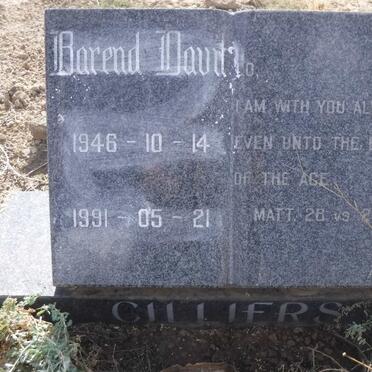 Barend David
1946 - 10 - 14
1991 - 05 - 21
O,
I AM WITH YOU
EVEN UNTO THE
OF THE AGE
MATT. 28 vs 2
CILLIERS